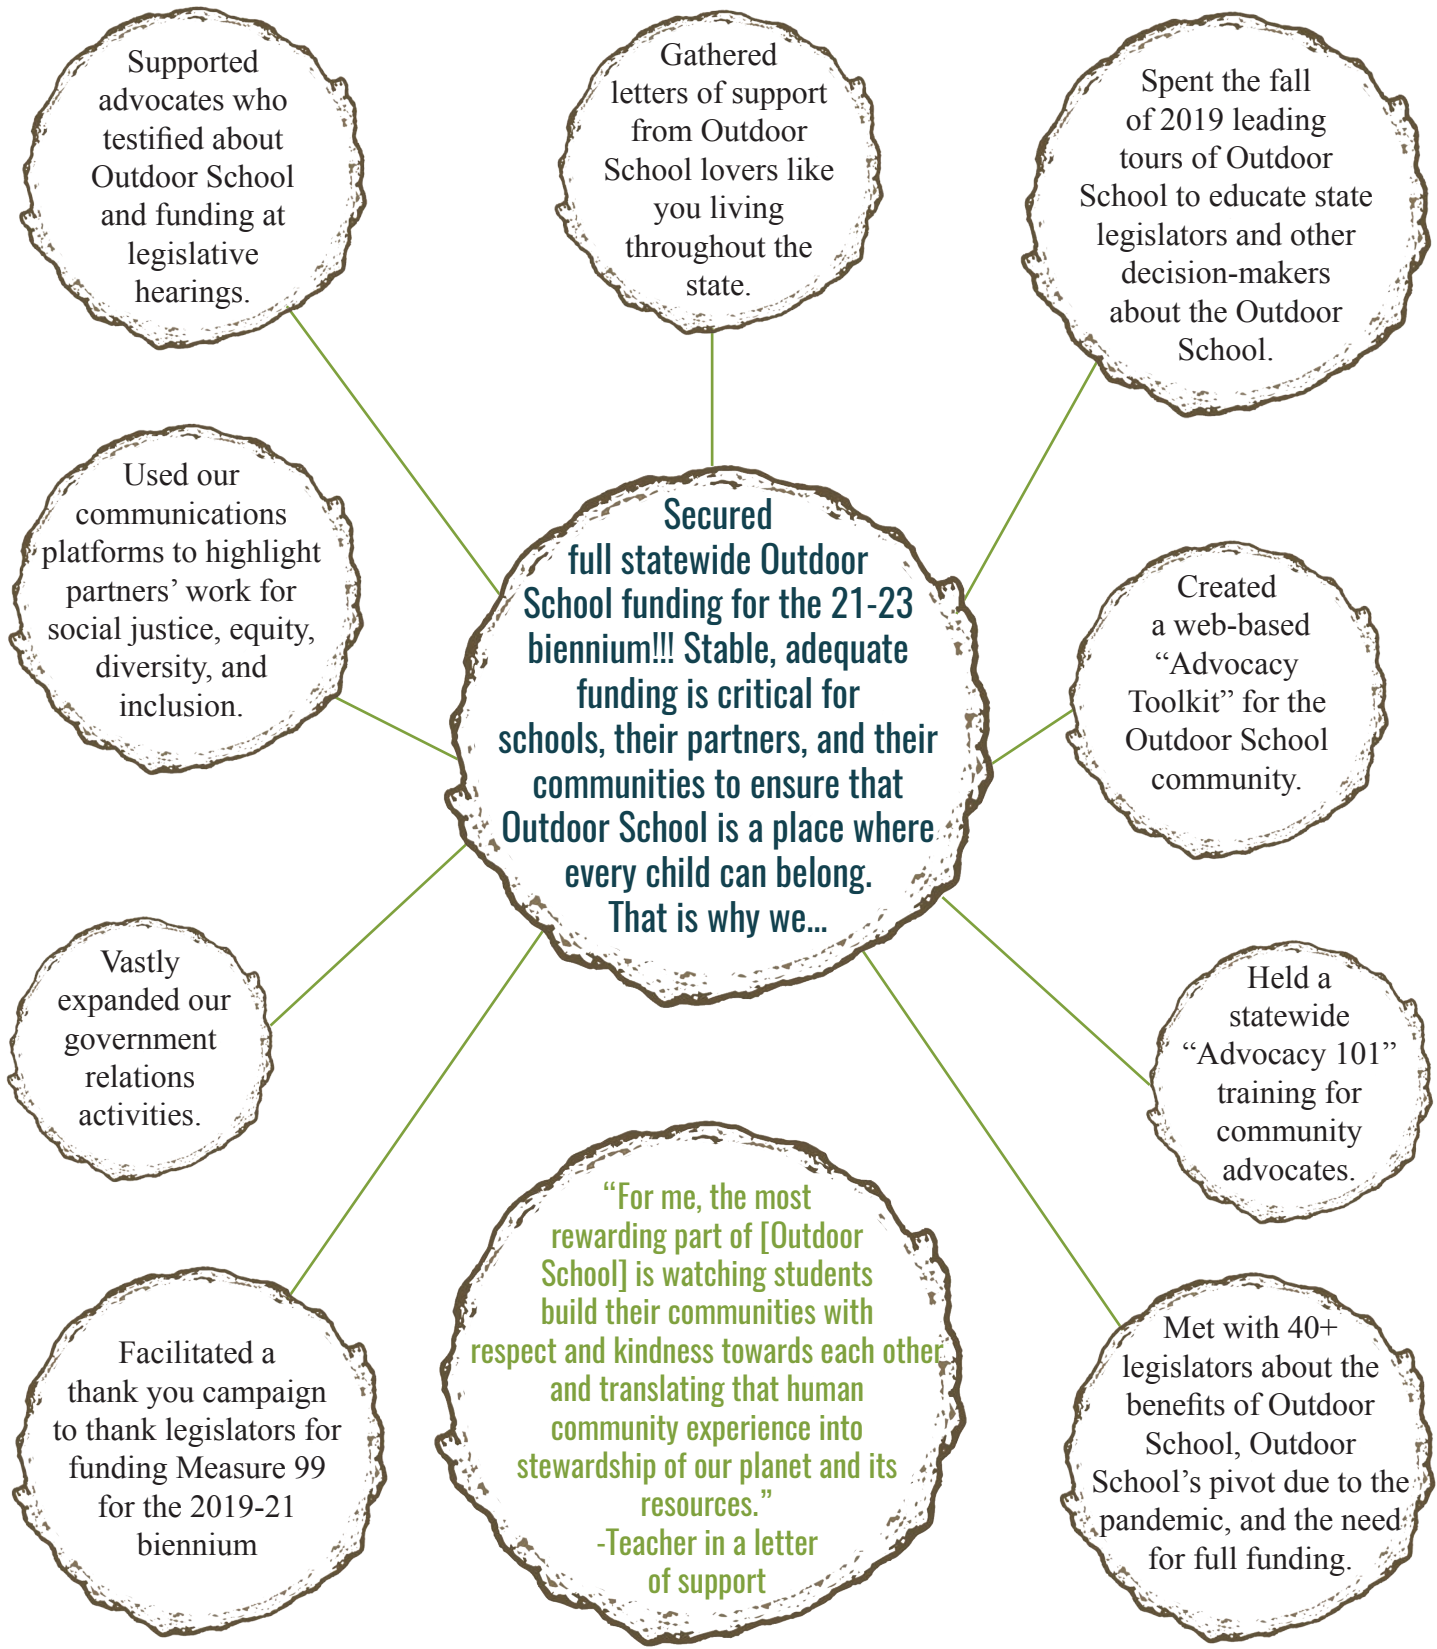 Supported
advocates who
testified about
Outdoor School
and funding at
legislative
hearings.
Gathered
letters of support
from Outdoor
School lovers like
you living
throughout the
state.
Spent the fall
of 2019 leading
tours of Outdoor
School to educate state
legislators and other
decision-makers
about the Outdoor
School.
Used our
communications
platforms to highlight
partners’ work for
social justice, equity,
diversity, and
inclusion.
Secured
full statewide Outdoor
School funding for the 21-23
biennium!!! Stable, adequate
funding is critical for
schools, their partners, and their
communities to ensure that
Outdoor School is a place where
every child can belong.
That is why we...
Created
a web-based
“Advocacy
Toolkit” for the
Outdoor School
community.
Vastly
expanded our
government
relations
activities.
Held a
statewide
“Advocacy 101”
training for
community
advocates.
Facilitated a
thank you campaign
to thank legislators for
funding Measure 99
for the 2019-21
biennium
“For me, the most
rewarding part of [Outdoor
School] is watching students
build their communities with
respect and kindness towards each other
and translating that human
community experience into
stewardship of our planet and its
resources.”
-Teacher in a letter
of support
Met with 40+
legislators about the
benefits of Outdoor
School, Outdoor
School’s pivot due to the
pandemic, and the need
for full funding.